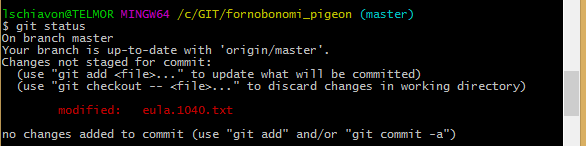 lschiavon@TELMOR MINGW64 /c/GIT/fornobonomi_pigeon (master)
$ git status
On branch master
Your branch is up-to-date with 'origin/master'.
Changes not staged for commit:
  (use "git add <file>..." to update what will be committed)
  (use "git checkout -- <file>..." to discard changes in working directory)

        modified:   eula.1040.txt

no changes added to commit (use "git add" and/or "git commit -a")